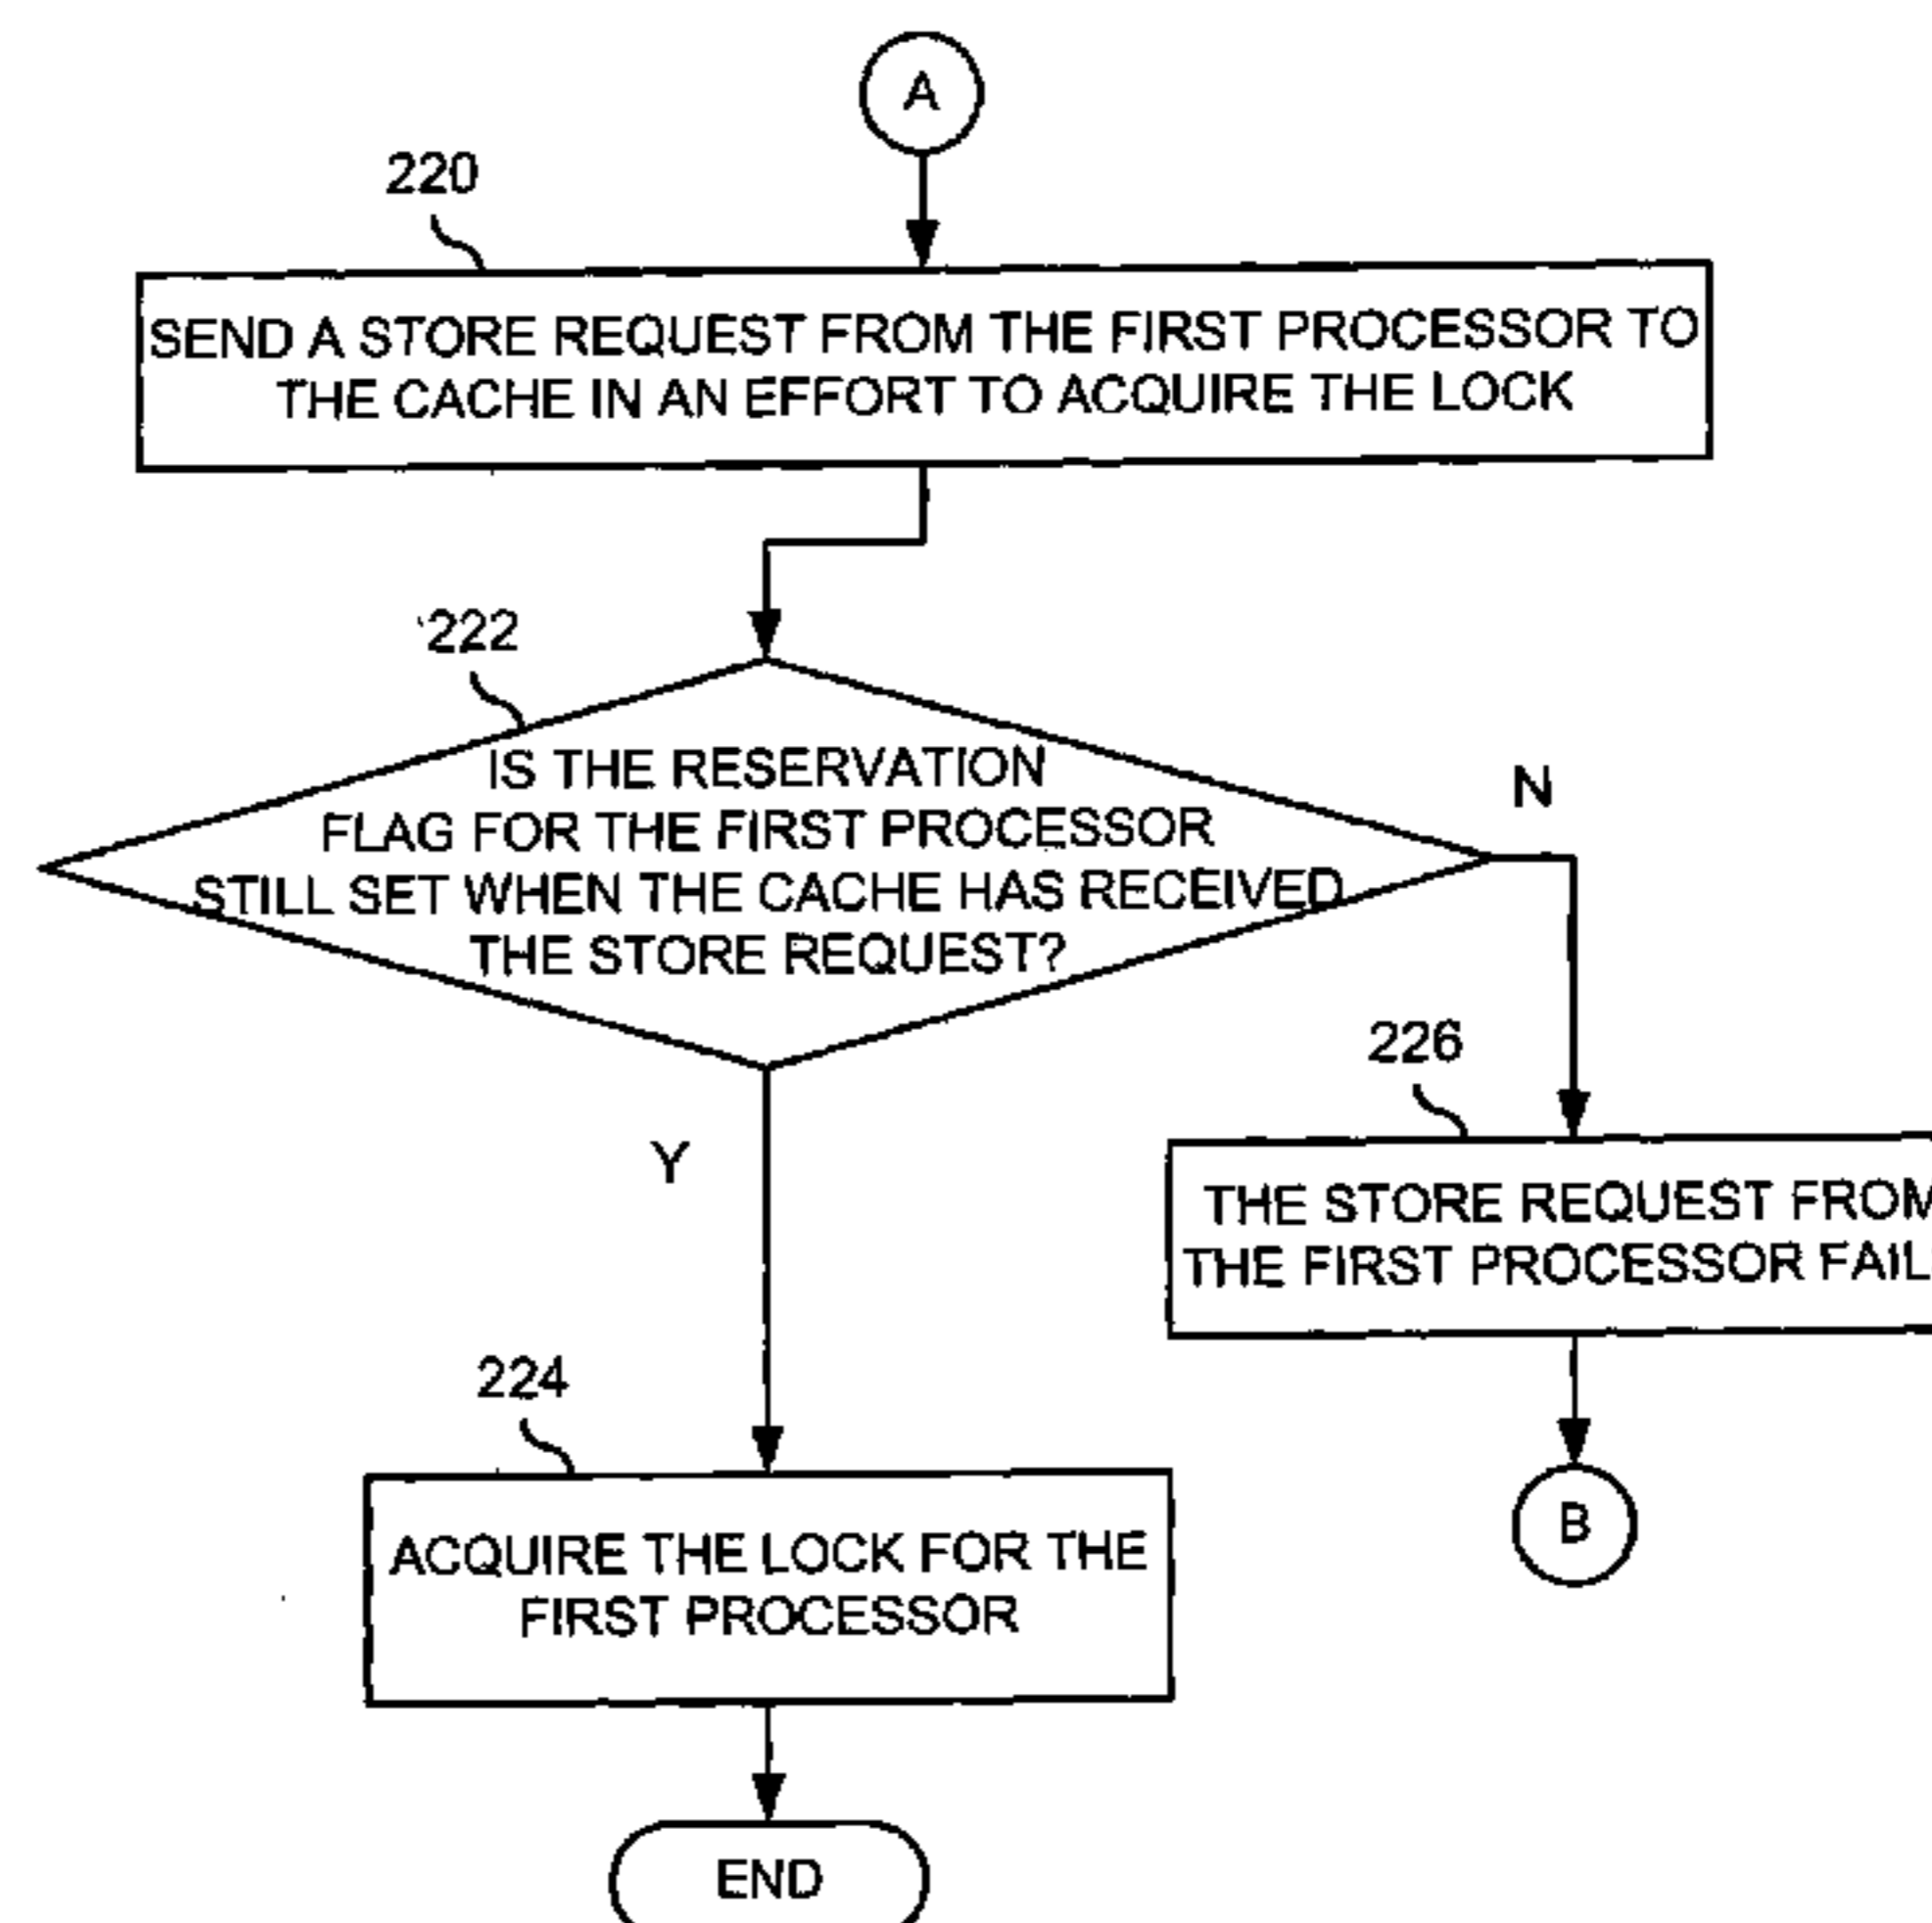 A
220
SEND A STORE REQUEST FROM THE FIRST PROCESSOR TO
THE CACHE IN AN EFFORT TO ACQUIRE THE LOCK
222
IS THE RESERVATION
FLAG FOR THE FIRST PROCESSOR
STILL SET WHEN THE CACHE HAS RECEIVED
THE STORE REQUEST?
N
Y
226
THE STORE REQUEST FROM
THE FIRST PROCESSOR FAIL
224
ACQUIRE THE LOCK FOR THE
FIRST PROCESSOR
B
END